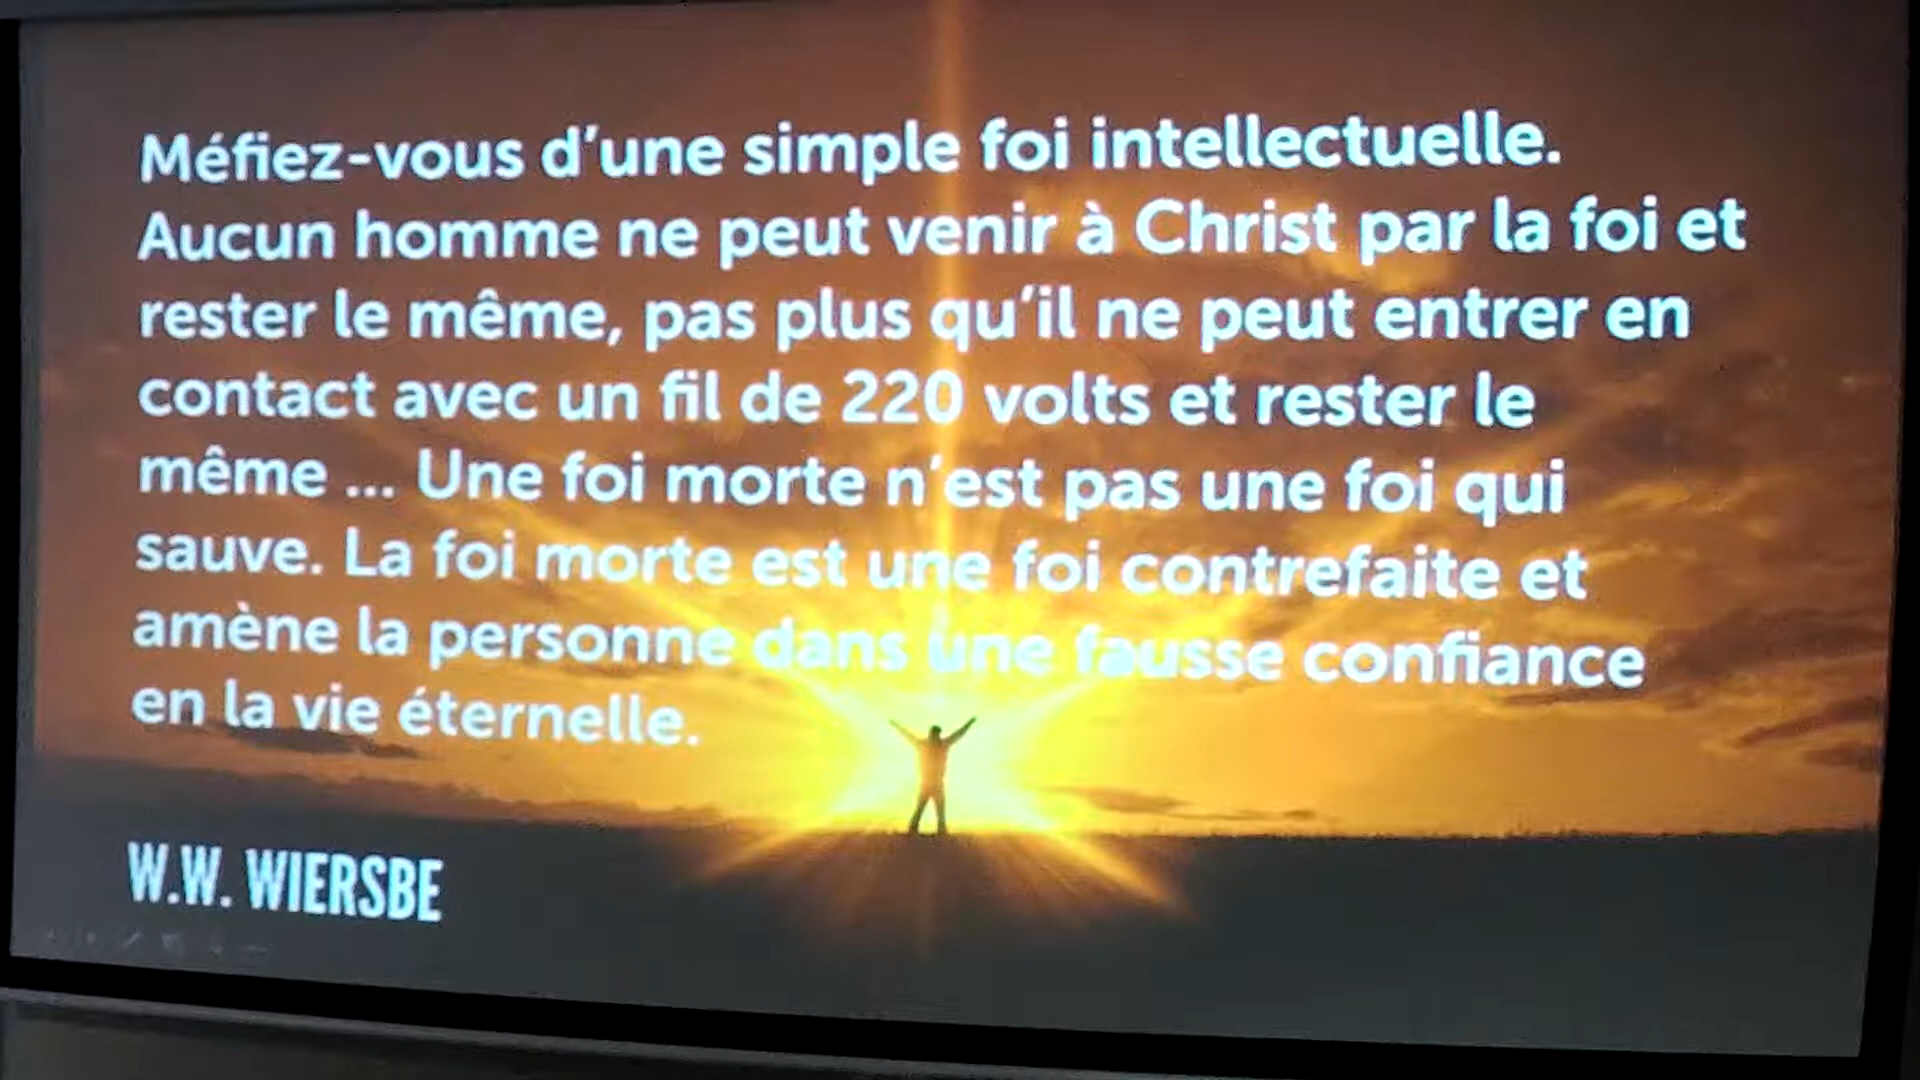 Méfiez-vous d'une simple foi intellectuelle.
Aucun homme ne peut venir à Christ par la foi et
rester le même, pas plus qu'il ne peut entrer en
contact avec un fil de 220 volts et rester le
même ... Une foi morte n'est pas une foi qui
sauve. La foi morte est une foi contrefaite et
amène la personne dans une fausse confiance
en la vie éternelle.
W.W. WIERSBE